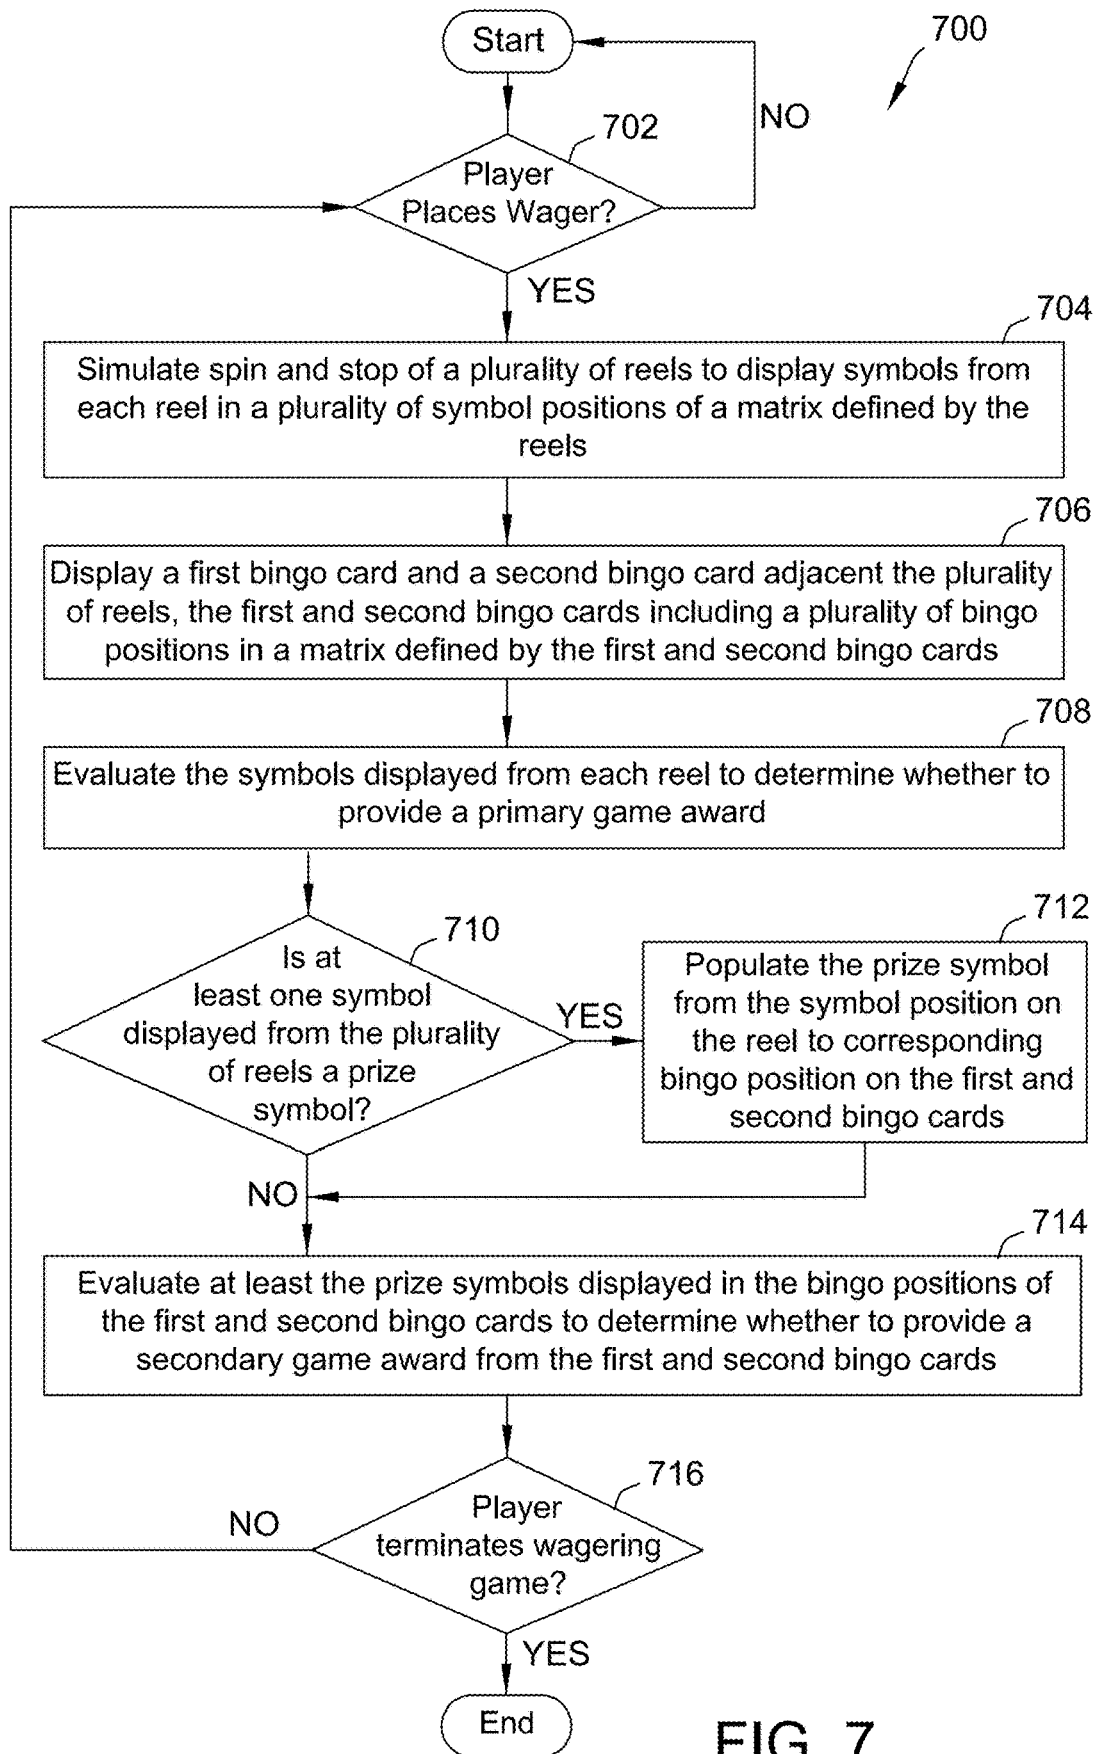 Start
700
NO
702
Player
Places Wager?
YES
704
Simulate spin and stop of a plurality of reels to display symbols from
each reel in a plurality of symbol positions of a matrix defined by the
reels
706
Display a first bingo card and a second bingo card adjacent the plurality
of reels, the first and second bingo cards including a plurality of bingo
positions in a matrix defined by the first and second bingo cards
708
Evaluate the symbols displayed from each reel to determine whether to
provide a primary game award
710
Is at
least one symbol
displayed from the plurality
of reels a prize
symbol?
YES
712
Populate the prize symbol
from the symbol position on
the reel to corresponding
bingo position on the first and
second bingo cards
NO
714
Evaluate at least the prize symbols displayed in the bingo positions of
the first and second bingo cards to determine whether to provide a
secondary game award from the first and second bingo cards
716
Player
terminates wagering
game?
NO
YES
End
FIG. 7